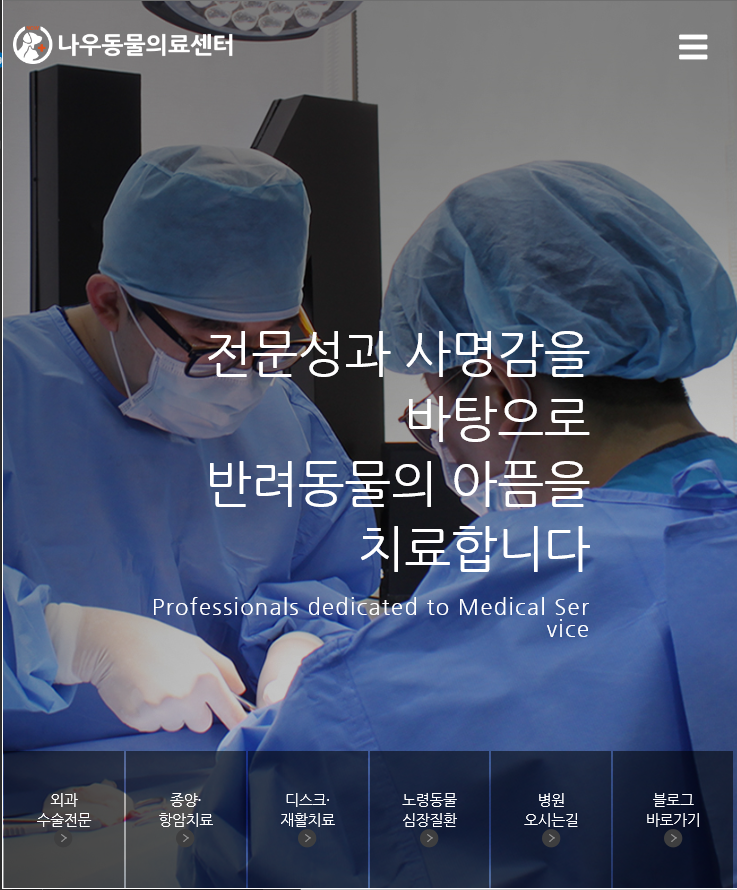 나우동물의료센터
전문성과 사명감을
바탕으로
반려동물의 아픔을
치료합니다
Professionals dedicated to Medical Ser
vice
외과
수술전문
종양·
항암치료
디스크·
재활치료
노령동물
심장질환
병원
오시는길
블로그
바로가기